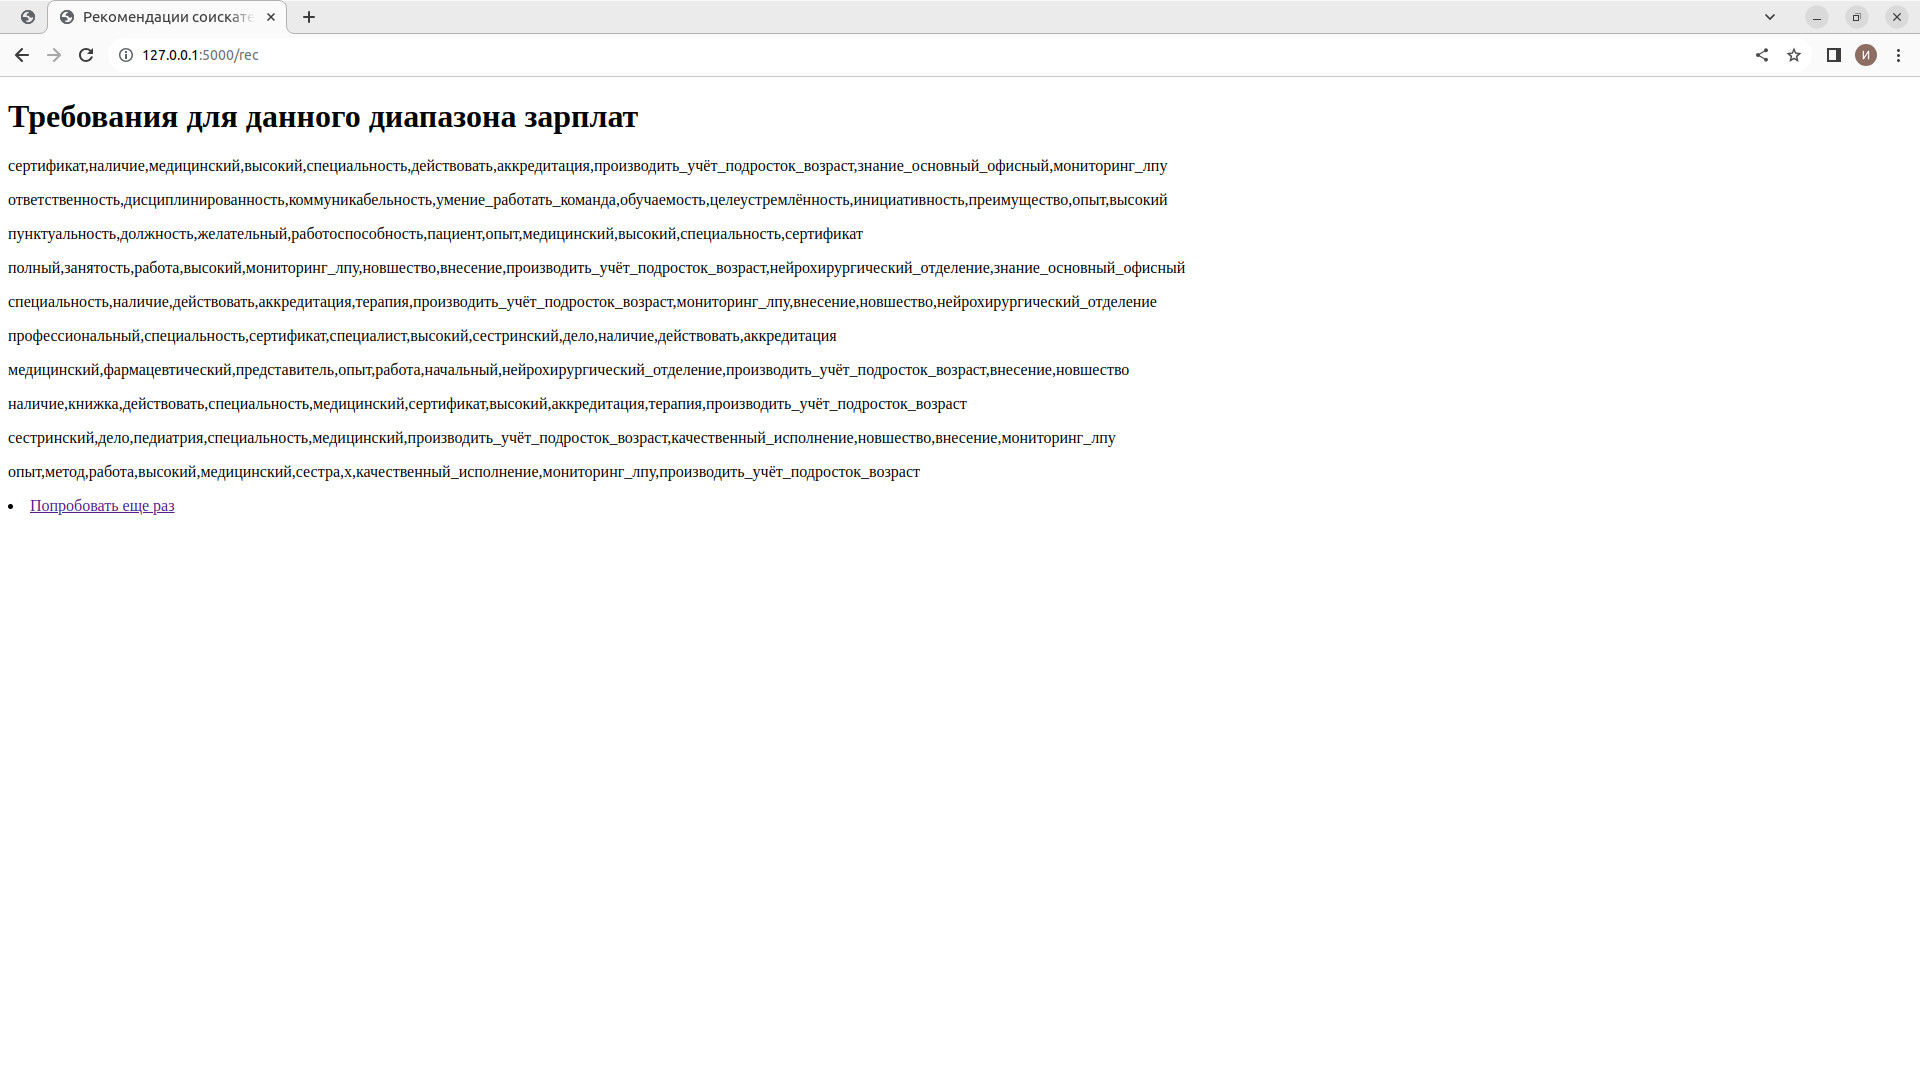 Рекомендации соискате
127.0.0.1:5000/rec
И
Требования для данного диапазона зарплат
сертификат,наличие,медицинский,высокий,специальность,действовать,аккредитация,производить_учёт_подросток_возраст,знание_основный_офисный,мониторинг_лпу
ответственность,дисциплинированность,коммуникабельность,умение_работать_команда,обучаемость,целеустремлённость,инициативность,преимущество,опыт,высокий
пунктуальность,должность,желательный,работоспособность,пациент,опыт,медицинский,высокий,специальность,сертификат
полный,занятость,работа,высокий,мониторинг_лпу,новшество,внесение,производить_учёт_подросток_возраст,нейрохирургический_отделение,знание_основный_офисный
специальность,наличие,действовать,аккредитация,терапия,производить_учёт_подросток_возраст,мониторинг_лпу,внесение,новшество,нейрохирургический_отделение
профессиональный,специальность,сертификат,специалист,высокий,сестринский,дело,наличие,действовать,аккредитация
медицинский,фармацевтический,представитель,опыт,работа,начальный,нейрохирургический_отделение,производить_учёт_подросток_возраст,внесение,новшество
наличие,книжка,действовать,специальность,медицинский,сертификат,высокий,аккредитация,терапия,производить_учёт_подросток_возраст
сестринский,дело,педиатрия,специальность,медицинский,производить_учёт_подросток_возраст,качественный_исполнение,новшество,внесение,мониторинг_лпу
опыт,метод,работа,высокий,медицинский,сестра,х,качественный_исполнение,мониторинг_лпу,производить_учёт_подросток_возраст
Попробовать еще раз